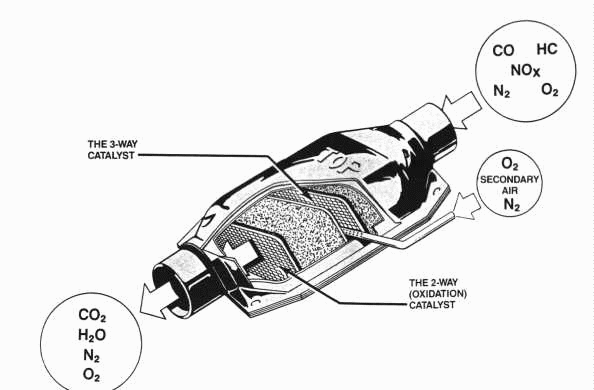 CO HC
NOx
N2 O2
THE 3-WAY
CATALYST
TOP
O2
SECONDARY
AIR
N2
THE 2-WAY
(OXIDATION)
CATALYST
CO2
H2O
N2
O2